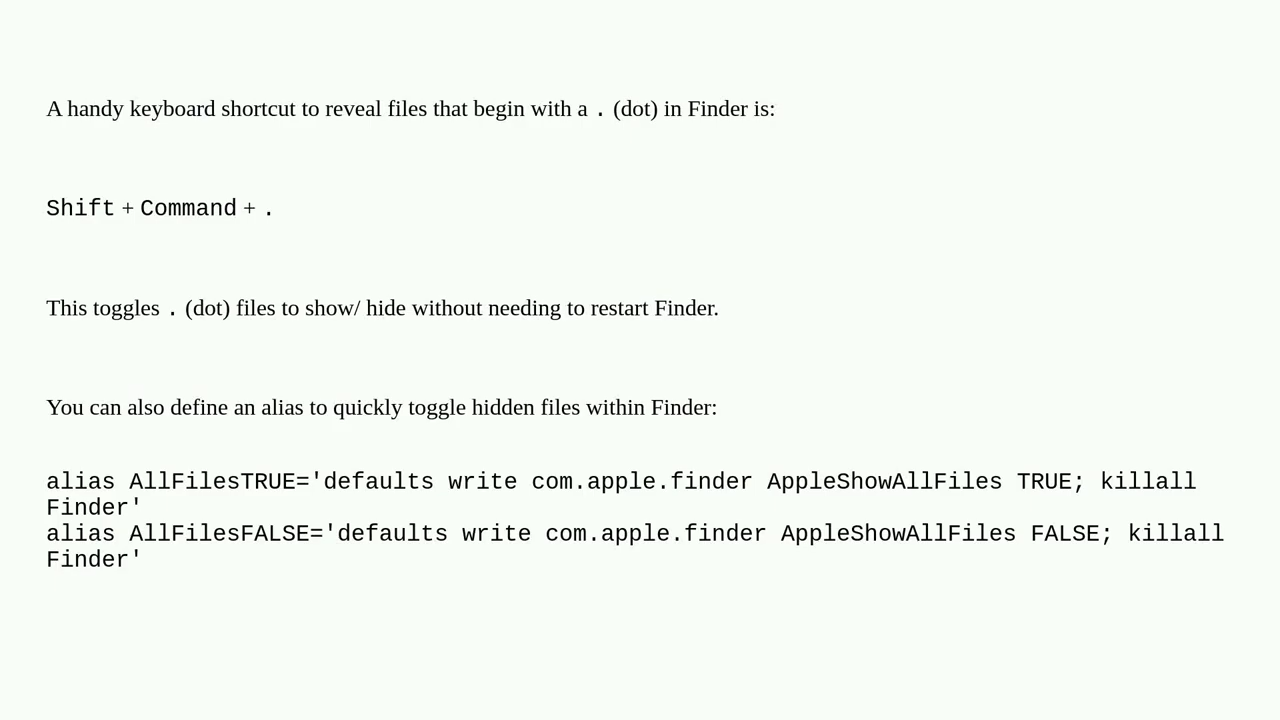 A handy keyboard shortcut to reveal files that begin with a . (dot) in Finder is:
Shift + Command + .
This toggles . (dot) files to show/ hide without needing to restart Finder.
You can also define an alias to quickly toggle hidden files within Finder:
alias AllFilesTRUE='defaults write com.apple.finder AppleShowAllFiles TRUE; killall
Finder'
alias AllFilesFALSE='defaults write com.apple.finder AppleShowAllFiles FALSE; killall
Finder'